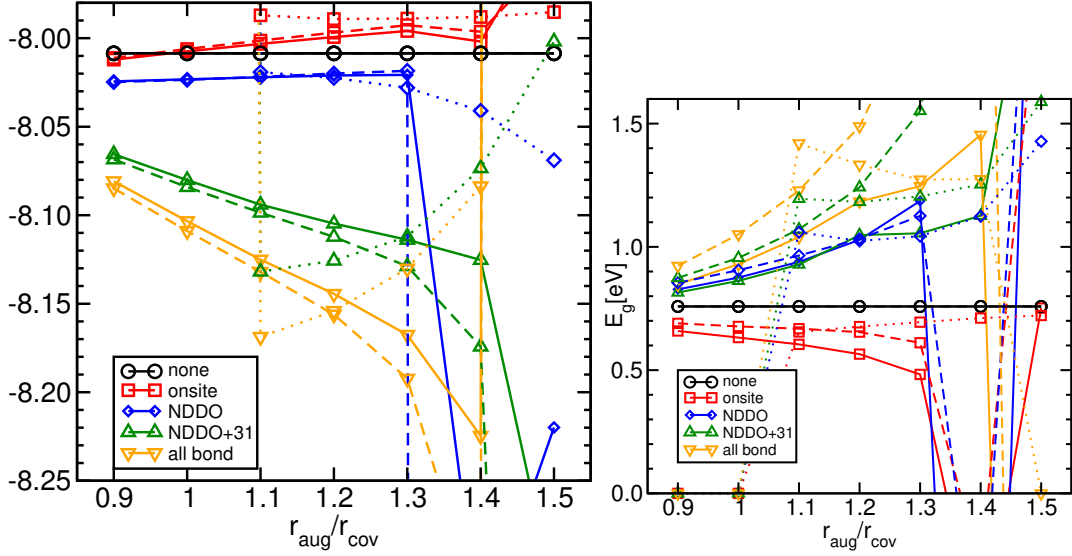 -8.00
-8.05
-8.10
-8.15
-8.20
-8.25
none
onsite
NDDO
NDDO+31
all bond
0.9 1 1.1 1.2 1.3 1.4 1.5
r_aug/r_cov
E_g[eV]
1.5
1.0
0.5
0.0
none
onsite
NDDO
NDDO+31
all bond
0.9 1 1.1 1.2 1.3 1.4 1.5
r_aug/r_cov